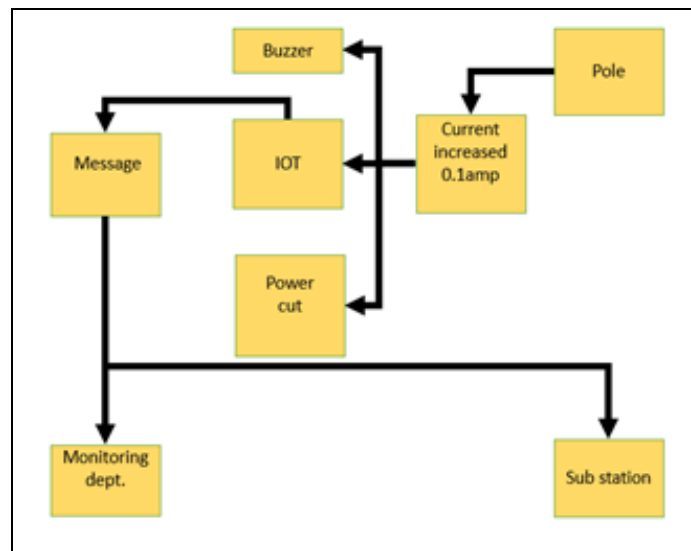 Buzzer
Pole
Current
increased
0.1amp
Message
IOT
Power
cut
Monitoring
dept.
Sub station